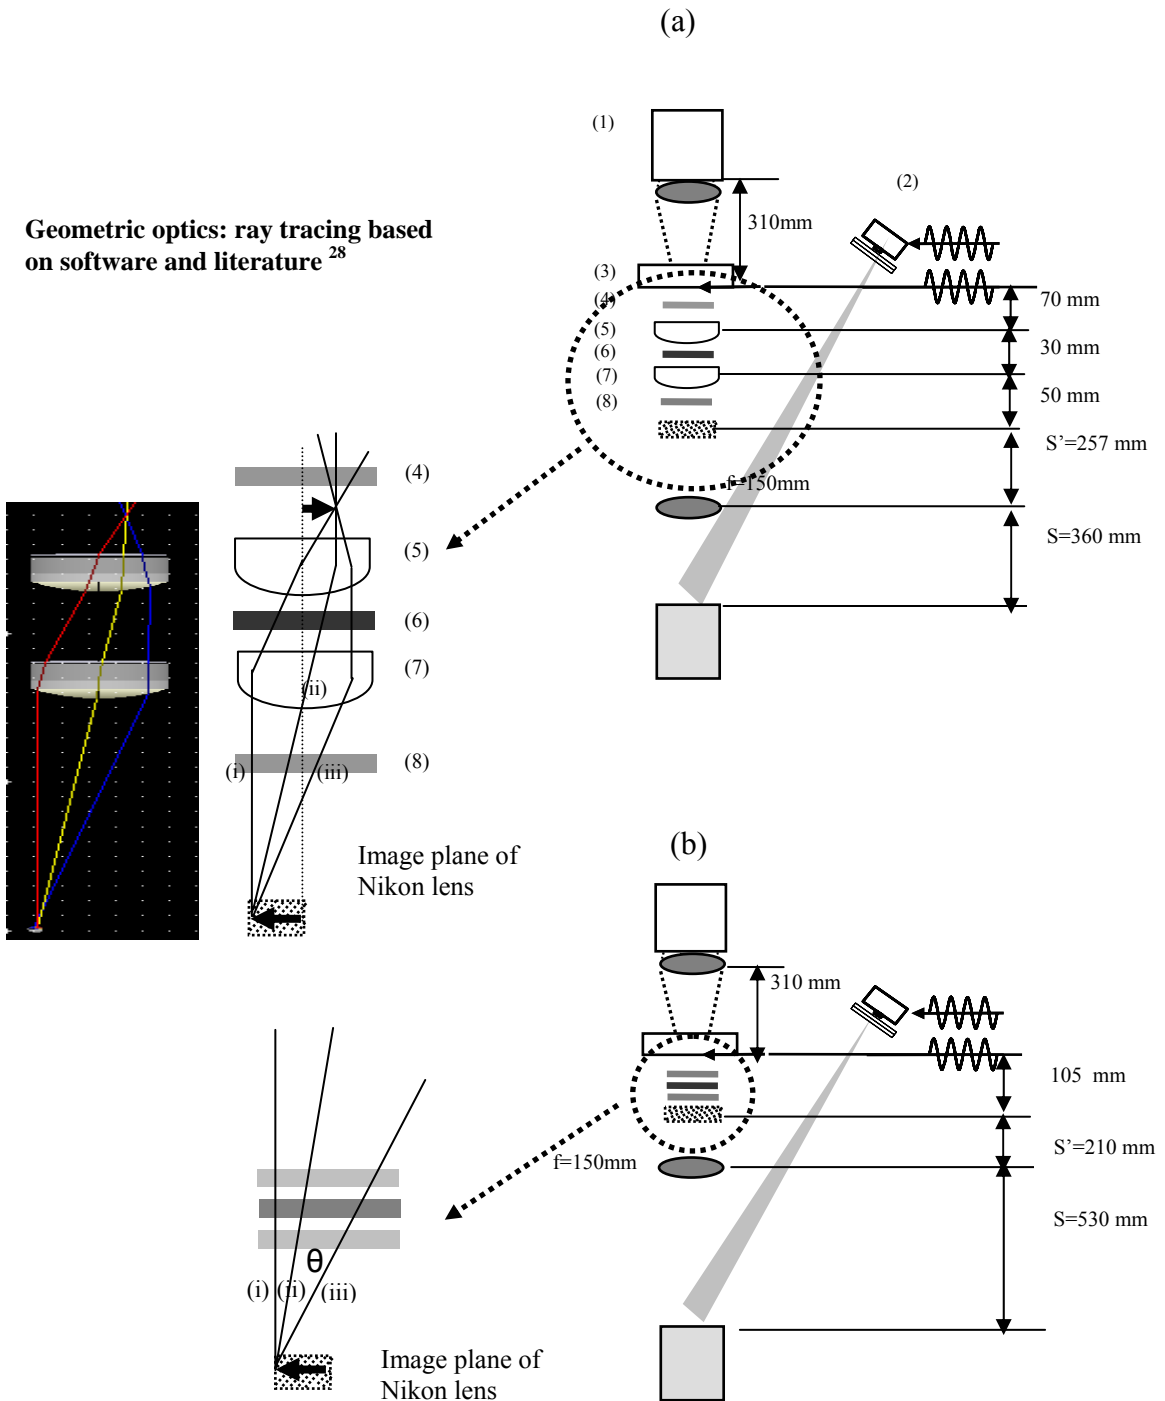 (a)
(1)
(2)
310mm
Geometric optics: ray tracing based
on software and literature 28
(3)
(4)
70 mm
(5)
30 mm
(6)
(7)
50 mm
(8)
S'=257 mm
f=150mm
S=360 mm
(4)
(5)
(6)
(7)
(ii)
(8)
(i)
(iii)
Image plane of
Nikon lens
(b)
310 mm
105 mm
S'=210 mm
f=150mm
S=530 mm
θ
(i) (ii) (iii)
Image plane of
Nikon lens